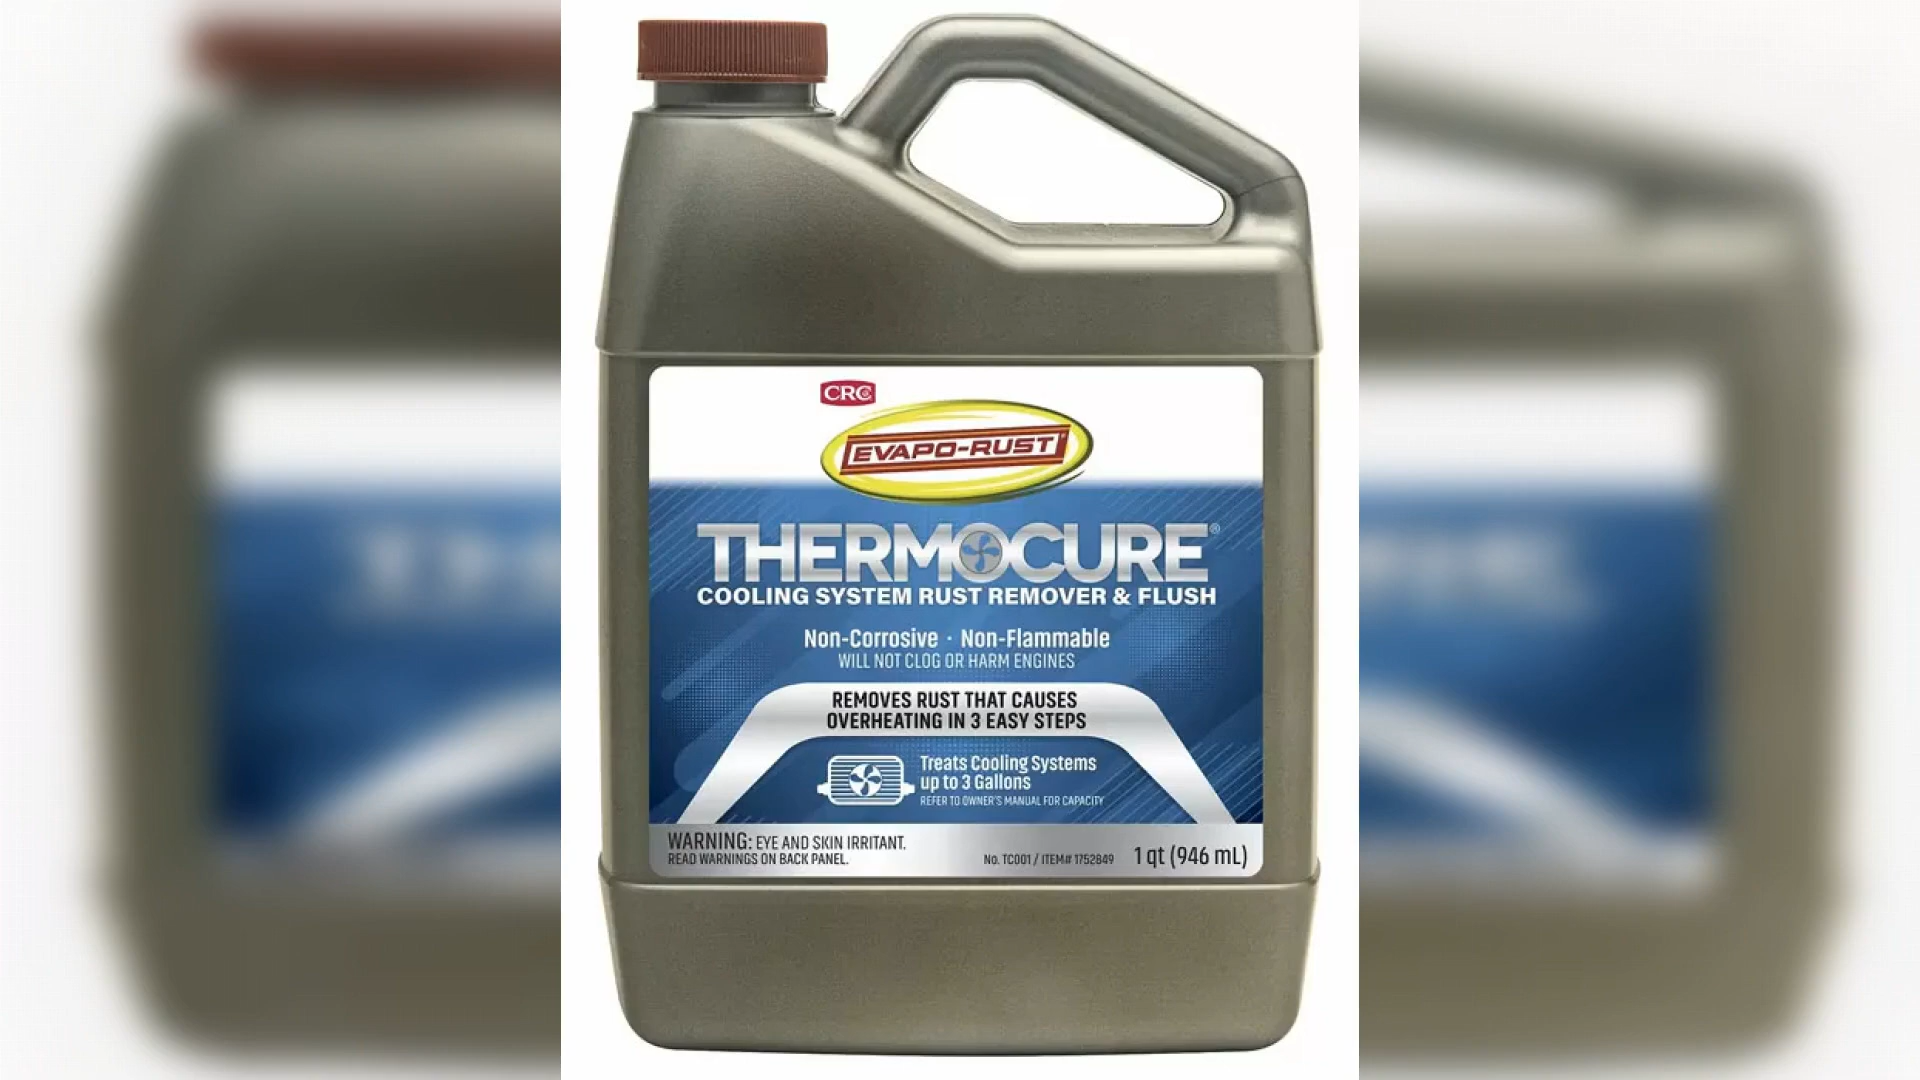 CRC
EVAPO-RUST
THERMOCURE®
COOLING SYSTEM RUST REMOVER & FLUSH
Non-Corrosive · Non-Flammable
WILL NOT CLOG OR HARM ENGINES
REMOVES RUST THAT CAUSES
OVERHEATING IN 3 EASY STEPS
Treats Cooling Systems
up to 3 Gallons
REFER TO OWNER'S MANUAL FOR CAPACITY
WARNING: EYE AND SKIN IRRITANT.
READ WARNINGS ON BACK PANEL.
No. TC001 / ITEM# 1752849
1 qt (946 mL)